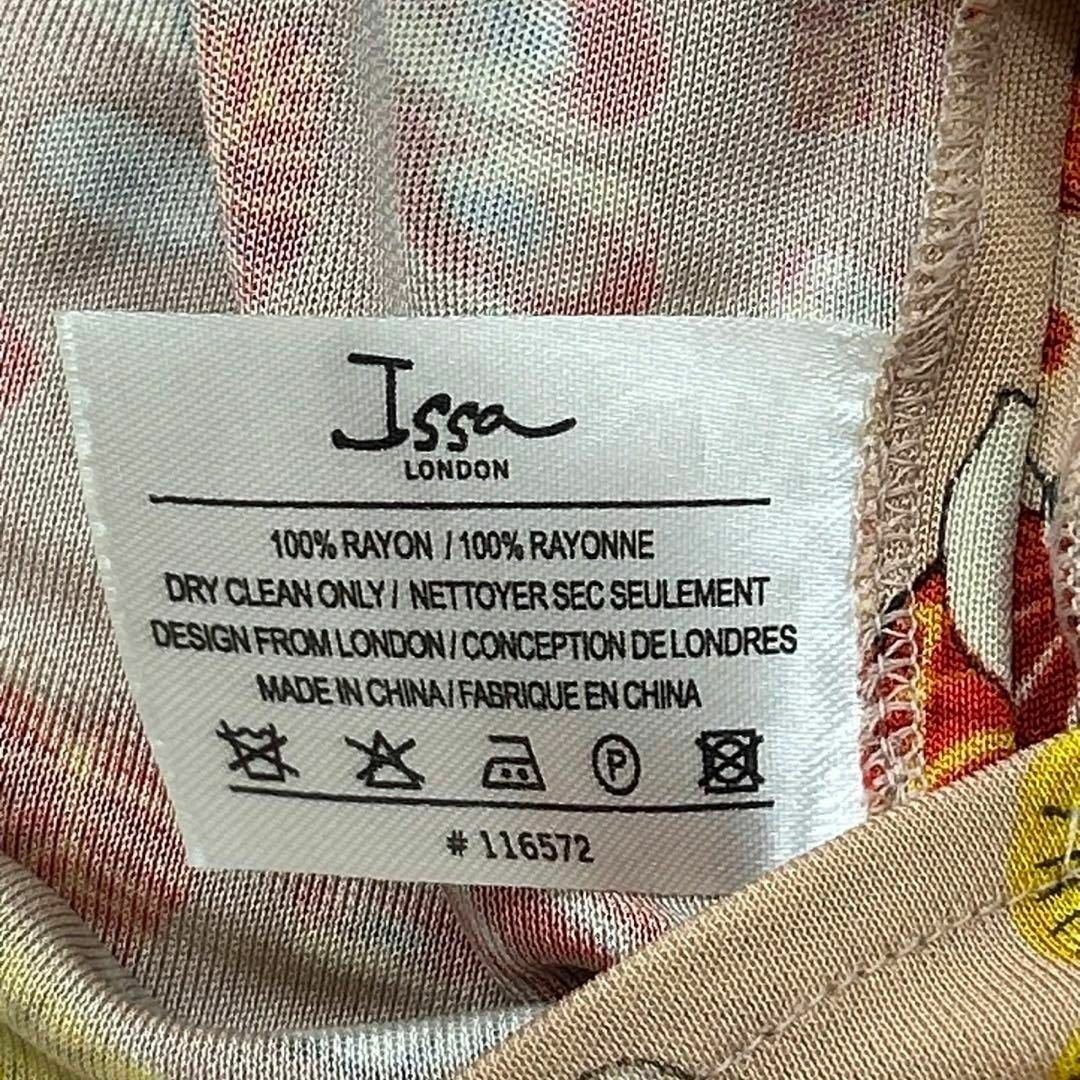 Issa
LONDON
100% RAYON / 100% RAYONNE
DRY CLEAN ONLY / NETTOYER SEC SEULEMENT
DESIGN FROM LONDON / CONCEPTION DE LONDRES
MADE IN CHINA / FABRIQUE EN CHINA
P
# 116572